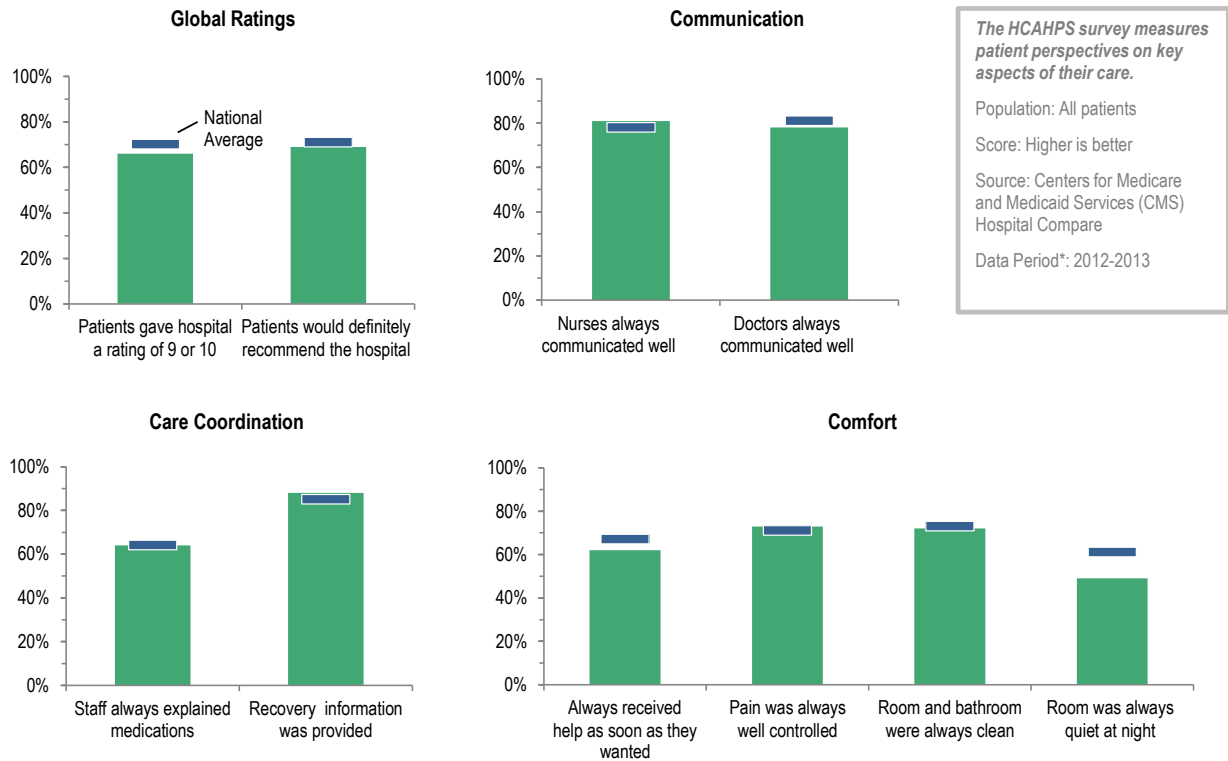 Global Ratings
100%
80%
60%
40%
20%
0%
National
Average
Patients gave hospital
a rating of 9 or 10
Patients would definitely
recommend the hospital
Communication
100%
80%
60%
40%
20%
0%
Nurses always
communicated well
Doctors always
communicated well
The HCAHPS survey measures
patient perspectives on key
aspects of their care.
Population: All patients
Score: Higher is better
Source: Centers for Medicare
and Medicaid Services (CMS)
Hospital Compare
Data Period*: 2012-2013
Care Coordination
100%
80%
60%
40%
20%
0%
Staff always explained
medications
Recovery information
was provided
Comfort
100%
80%
60%
40%
20%
0%
Always received
help as soon as they
wanted
Pain was always
well controlled
Room and bathroom
were always clean
Room was always
quiet at night